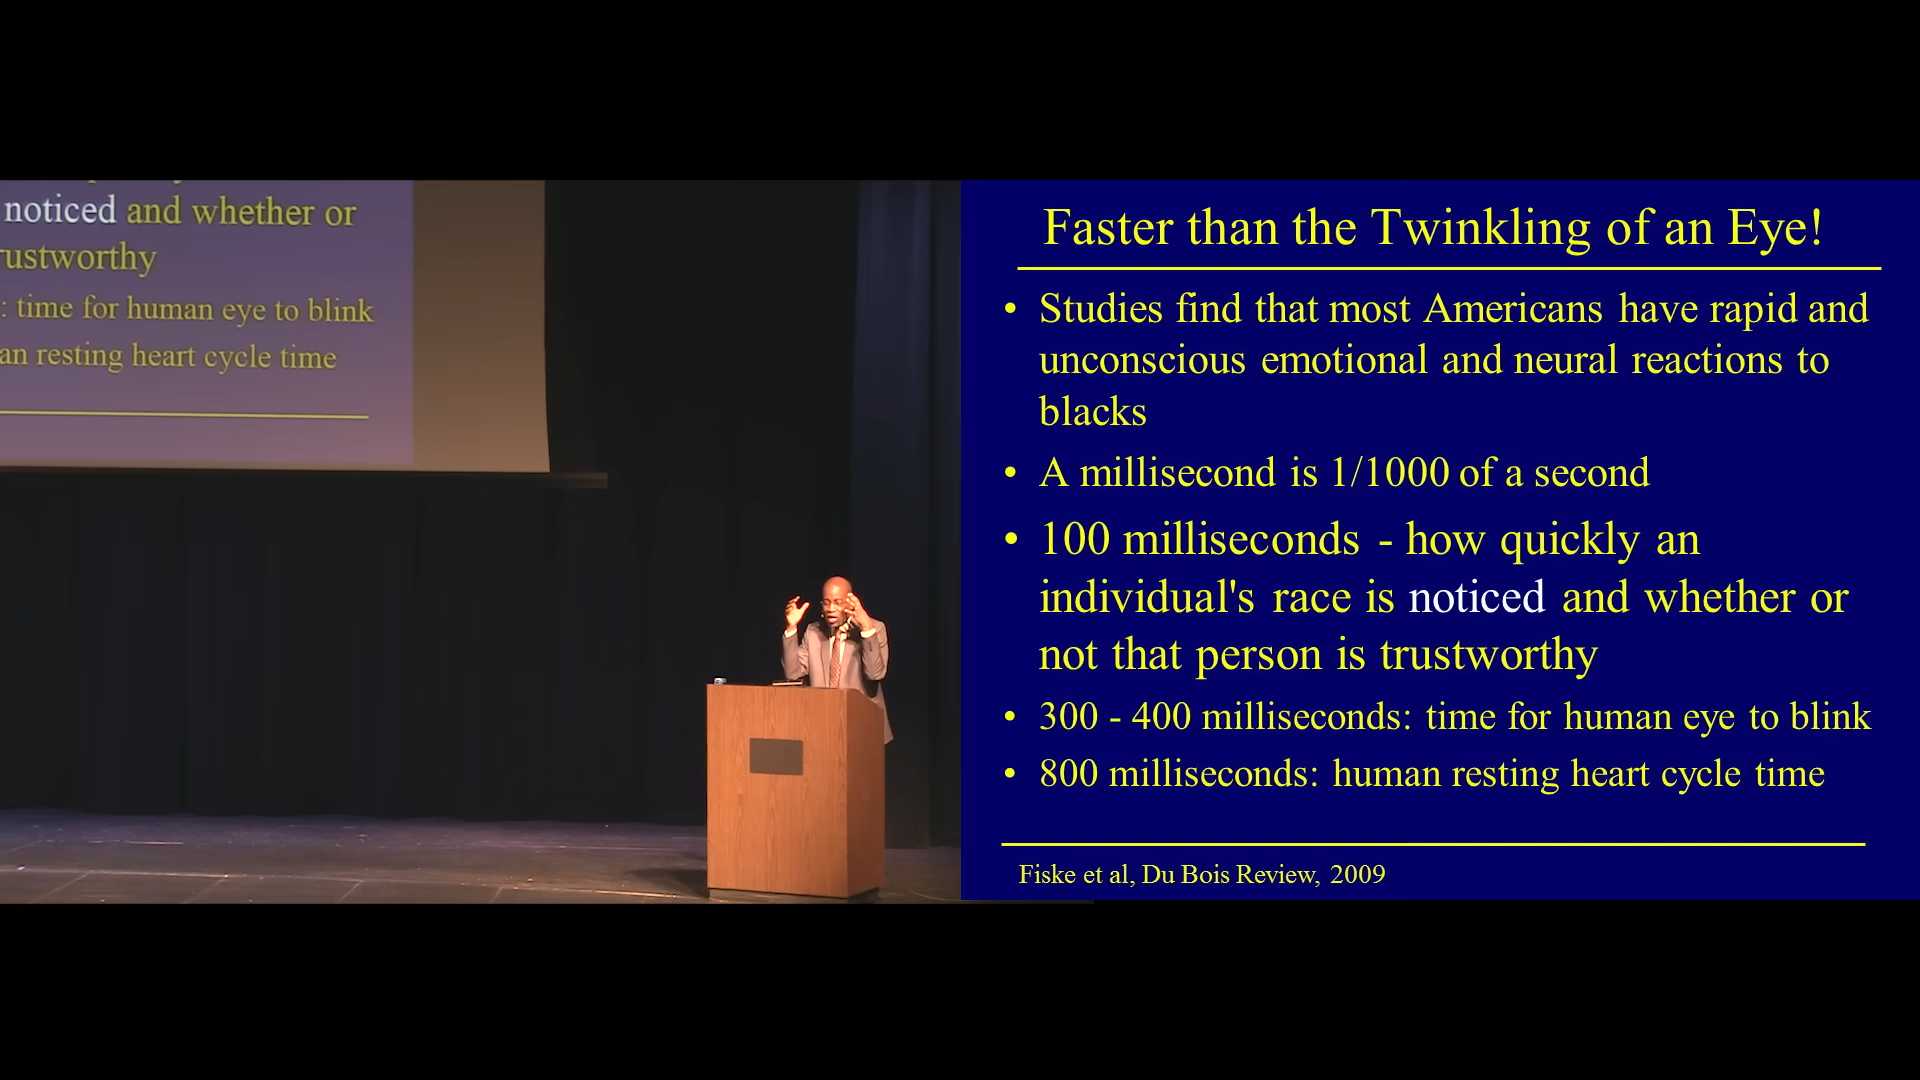 noticed and whether or
rustworthy
: time for human eye to blink
an resting heart cycle time
Faster than the Twinkling of an Eye!
• Studies find that most Americans have rapid and
unconscious emotional and neural reactions to
blacks
• A millisecond is 1/1000 of a second
• 100 milliseconds - how quickly an
individual's race is noticed and whether or
not that person is trustworthy
• 300 - 400 milliseconds: time for human eye to blink
• 800 milliseconds: human resting heart cycle time
Fiske et al, Du Bois Review, 2009